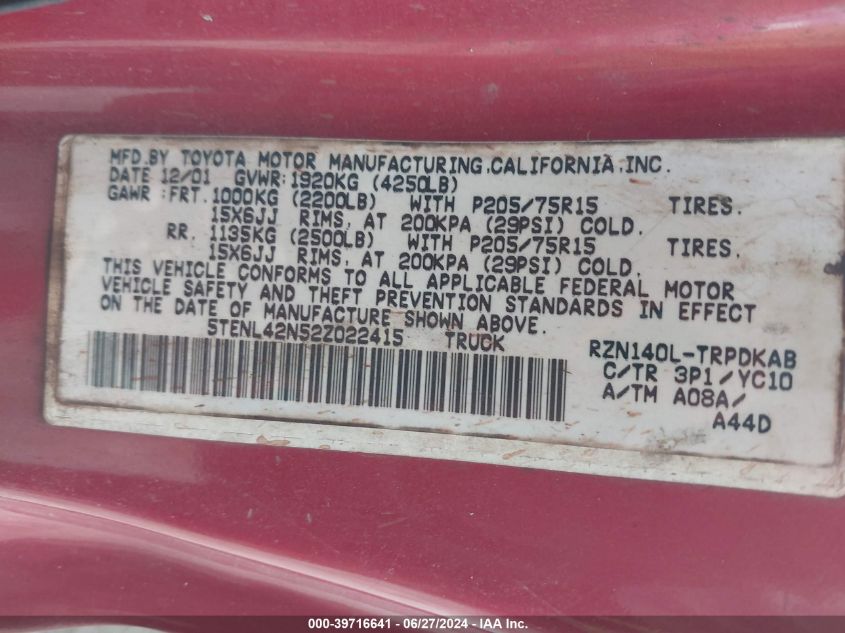 MFD.BY TOYOTA MOTOR MANUFACTURING,CALIFORNIA,INC.
DATE 12/01 GVWR:1920KG (4250LB)
GAWR :FRT.1000KG (2200LB) WITH P205/75R15 TIRES.
15X6JJ RIMS, AT 200KPA (29PSI) COLD.
RR. 1135KG (2500LB) WITH P205/75R15 TIRES.
15X6JJ RIMS, AT 200KPA (29PSI) COLD.
THIS VEHICLE CONFORMS TO ALL APPLICABLE FEDERAL MOTOR
VEHICLE SAFETY AND THEFT PREVENTION STANDARDS IN EFFECT
ON THE DATE OF MANUFACTURE SHOWN ABOVE.
5TENL42N52Z022415 TRUCK
RZN140L-TRPDKAB
C/TR 3P1/YC10
A/TM A08A/
A44D
000-39716641 / 06/27/2024 - IAA Inc.